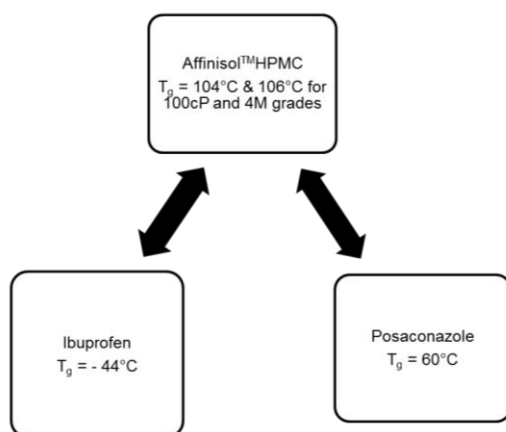 Affinisol™HPMC
Tg = 104°C & 106°C for
100cP and 4M grades
Ibuprofen
Tg = - 44°C
Posaconazole
Tg = 60°C